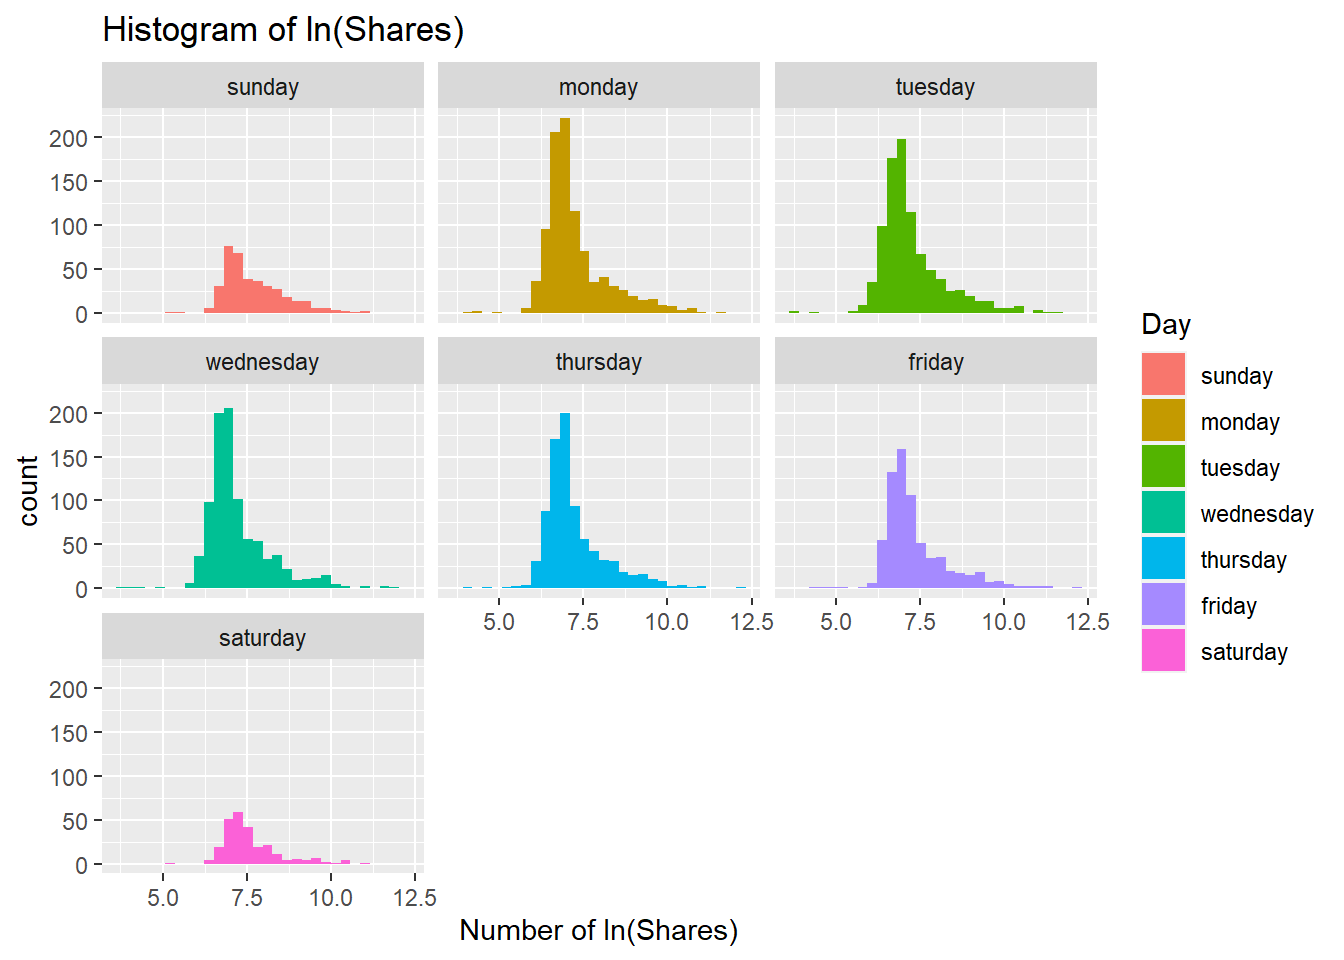 Histogram of ln(Shares)
sunday
monday
tuesday
200
150
100
50
0
wednesday
thursday
friday
200
150
100
50
0
5.0 7.5 10.0 12.5
5.0 7.5 10.0 12.5
saturday
200
150
100
50
0
5.0 7.5 10.0 12.5
count
Number of ln(Shares)
Day
sunday
monday
tuesday
wednesday
thursday
friday
saturday